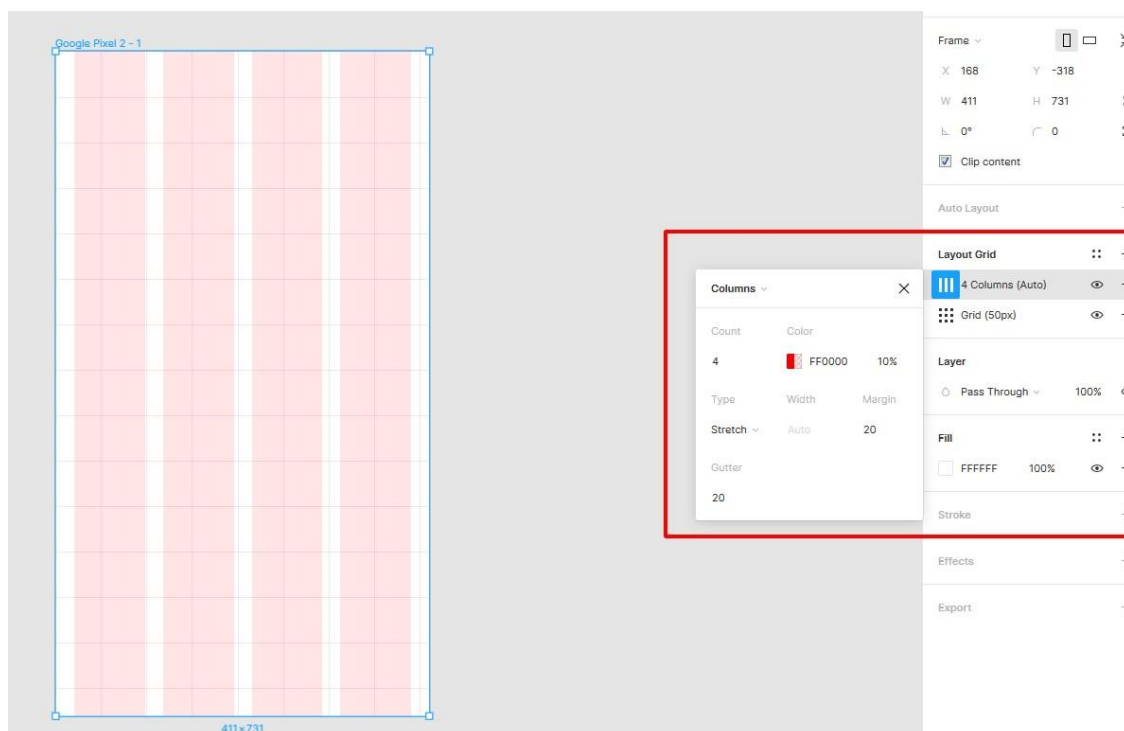 Google Pixel 2 - 1
411×731
Frame
X 168 Y -318
W 411 H 731
0° 0
Clip content
Auto Layout
Layout Grid
4 Columns (Auto)
Grid (50px)
Layer
Pass Through 100%
Fill
FFFFFF 100%
Stroke
Effects
Export
Columns
Count Color
4 FF0000 10%
Type Width Margin
Stretch Auto 20
Gutter
20